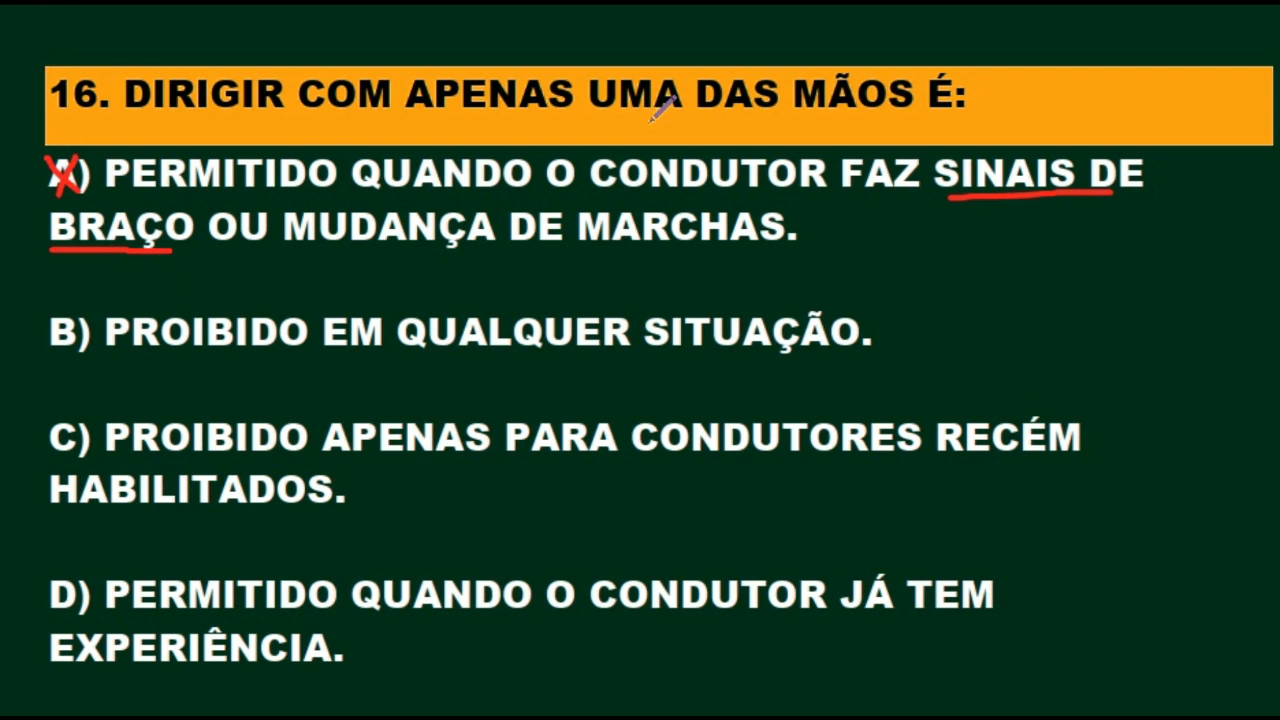 16. DIRIGIR COM APENAS UMA DAS MÃOS É:
A) PERMITIDO QUANDO O CONDUTOR FAZ SINAIS DE
BRAÇO OU MUDANÇA DE MARCHAS.
B) PROIBIDO EM QUALQUER SITUAÇÃO.
C) PROIBIDO APENAS PARA CONDUTORES RECÉM
HABILITADOS.
D) PERMITIDO QUANDO O CONDUTOR JÁ TEM
EXPERIÊNCIA.